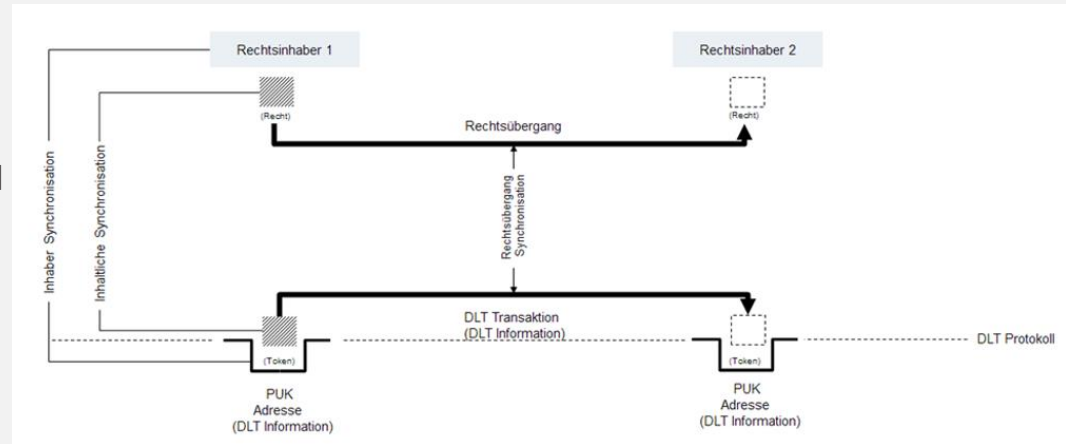 Rechtsinhaber 1
Rechtsinhaber 2
(Recht)
(Recht)
Rechtsübergang
Inhaber Synchronisation
Inhaltliche Synchronisation
Rechtsübergang
Synchronisation
DLT Transaktion
(DLT Information)
DLT Protokoll
(Token)
(Token)
PUK
Adresse
(DLT Information)
PUK
Adresse
(DLT Information)